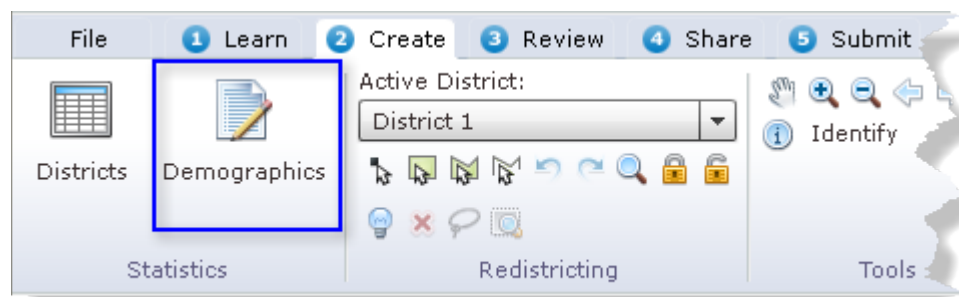 File 1 Learn 2 Create 3 Review 4 Share 5 Submit
Active District:
District 1
Identify
Districts Demographics
Statistics Redistricting Tools